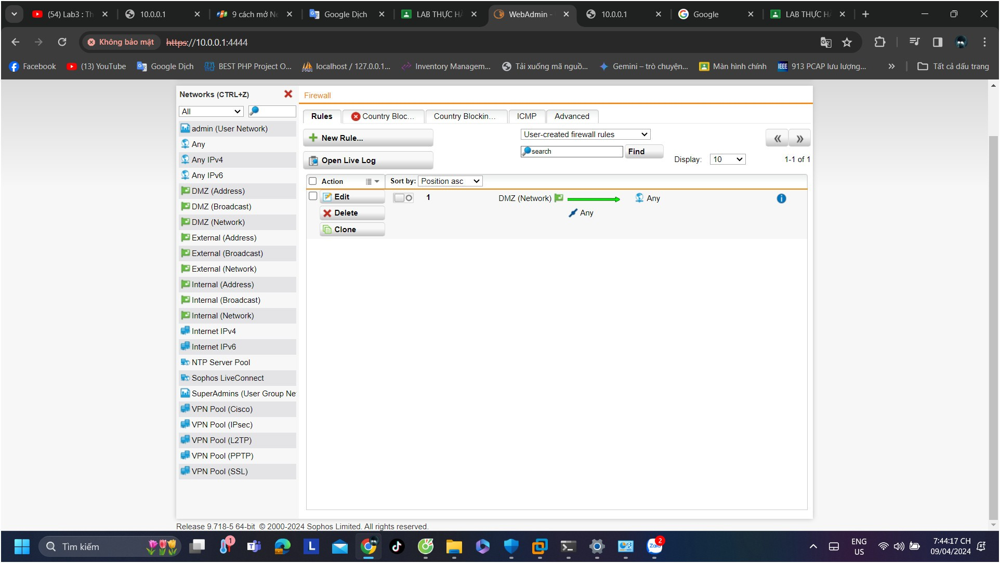 (54) Lab3 : Th
10.0.0.1
9 cách mở Ne
Google Dịch
LAB THỰC HÀ
WebAdmin -
10.0.0.1
Google
LAB THỰC HÀ
Không bảo mật
https://10.0.0.1:4444
Facebook
(13) YouTube
Google Dịch
BEST PHP Project O...
localhost / 127.0.0.1...
Inventory Managem...
Tải xuống mã nguồ...
Gemini – trò chuyện...
Màn hình chính
IEEE
913 PCAP lưu lượng...
Tất cả dấu trang
Networks (CTRL+Z)
All
admin (User Network)
Any
Any IPv4
Any IPv6
DMZ (Address)
DMZ (Broadcast)
DMZ (Network)
External (Address)
External (Broadcast)
External (Network)
Internal (Address)
Internal (Broadcast)
Internal (Network)
Internet IPv4
Internet IPv6
NTP Server Pool
Sophos LiveConnect
SuperAdmins (User Group Ne
VPN Pool (Cisco)
VPN Pool (IPsec)
VPN Pool (L2TP)
VPN Pool (PPTP)
VPN Pool (SSL)
Firewall
Rules
Country Bloc...
Country Blockin...
ICMP
Advanced
New Rule...
Open Live Log
User-created firewall rules
search
Find
Display:
10
1-1 of 1
Action
Sort by:
Position asc
Edit
1
DMZ (Network)
Any
Delete
Any
Clone
Release 9.718-5 64-bit © 2000-2024 Sophos Limited. All rights reserved.
Tìm kiếm
1
L
Zalo
2
ENG
US
7:44:17 CH
09/04/2024